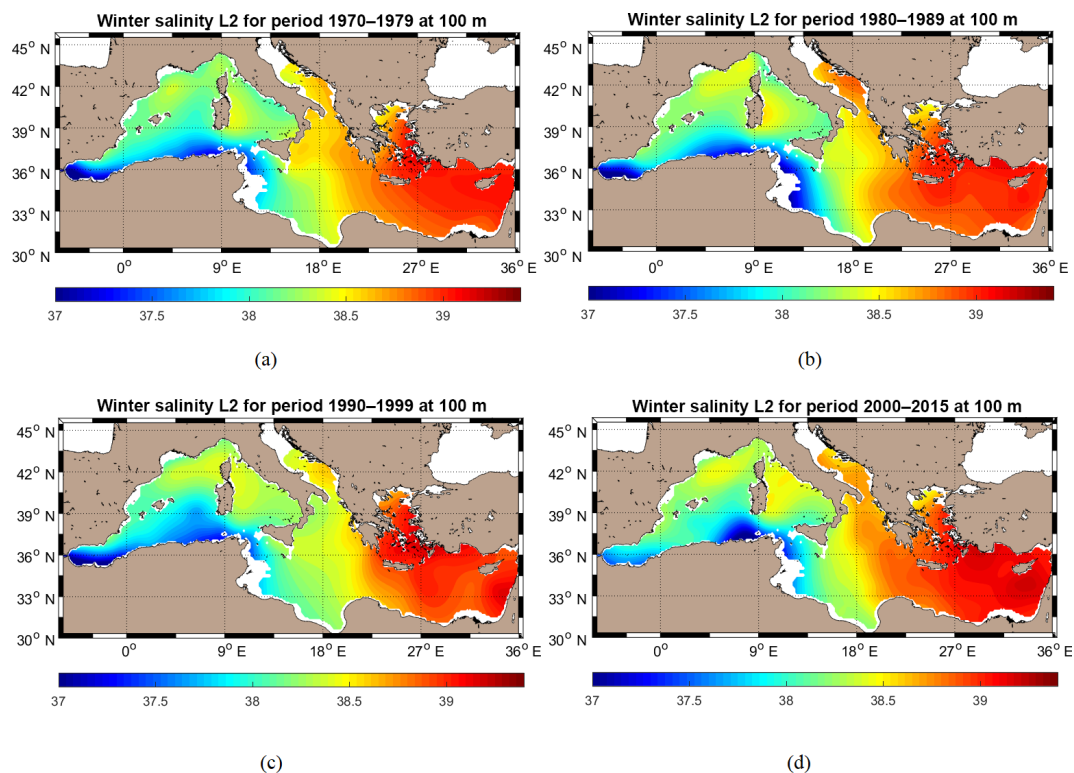 Winter salinity L2 for period 1970–1979 at 100 m
45° N
42° N
39° N
36° N
33° N
30° N
0° 9° E 18° E 27° E 36° E
37 37.5 38 38.5 39
(a)
Winter salinity L2 for period 1980–1989 at 100 m
45° N
42° N
39° N
36° N
33° N
30° N
0° 9° E 18° E 27° E 36° E
37 37.5 38 38.5 39
(b)
Winter salinity L2 for period 1990–1999 at 100 m
45° N
42° N
39° N
36° N
33° N
30° N
0° 9° E 18° E 27° E 36° E
37 37.5 38 38.5 39
(c)
Winter salinity L2 for period 2000–2015 at 100 m
45° N
42° N
39° N
36° N
33° N
30° N
0° 9° E 18° E 27° E 36° E
37 37.5 38 38.5 39
(d)